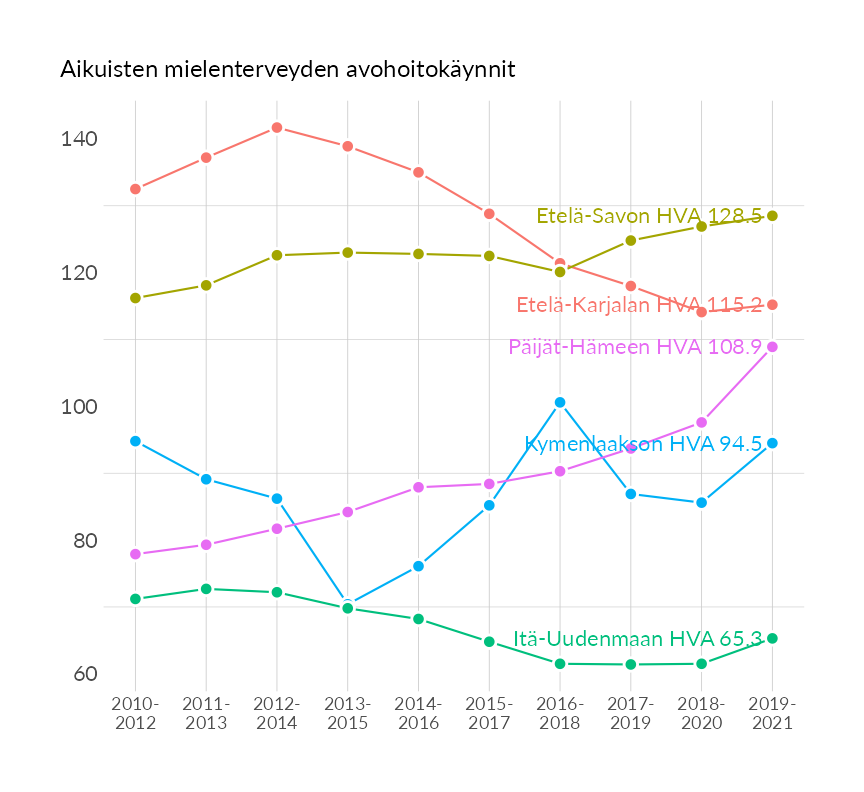 Aikuisten mielenterveyden avohoitokäynnit
140
Etelä-Savon HVA 128.5
120
Etelä-Karjalan HVA 115.2
Päijät-Hämeen HVA 108.9
100
Kymenlaakson HVA 94.5
80
Itä-Uudenmaan HVA 65.3
60
2010- 2011- 2012- 2013- 2014- 2015- 2016- 2017- 2018- 2019-
2012 2013 2014 2015 2016 2017 2018 2019 2020 2021